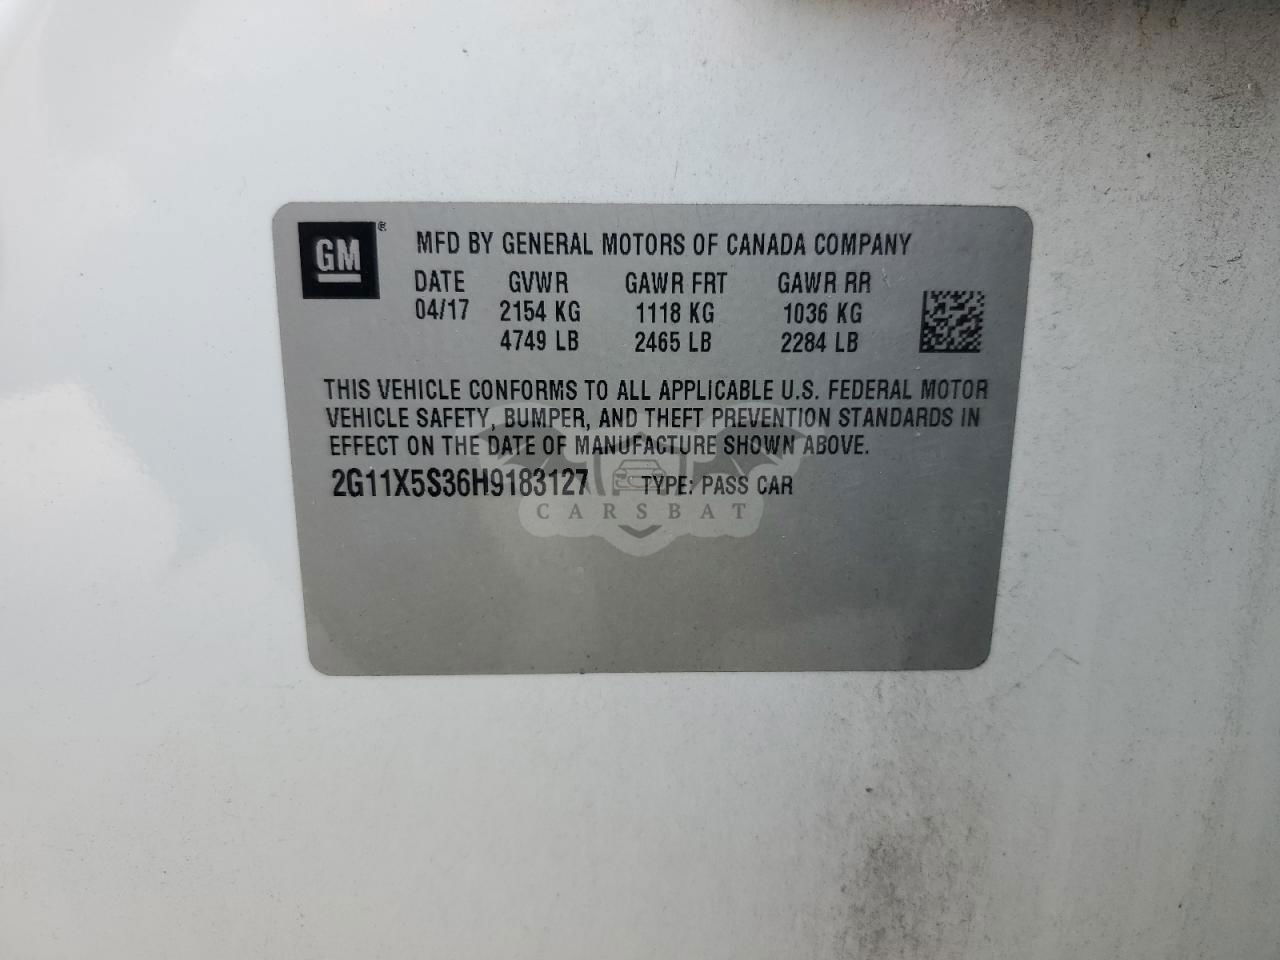 GM ®
MFD BY GENERAL MOTORS OF CANADA COMPANY
DATE GVWR GAWR FRT GAWR RR
04/17 2154 KG 1118 KG 1036 KG
4749 LB 2465 LB 2284 LB
THIS VEHICLE CONFORMS TO ALL APPLICABLE U.S. FEDERAL MOTOR
VEHICLE SAFETY, BUMPER, AND THEFT PREVENTION STANDARDS IN
EFFECT ON THE DATE OF MANUFACTURE SHOWN ABOVE.
2G11X5S36H9183127 TYPE: PASS CAR
CARSBAT